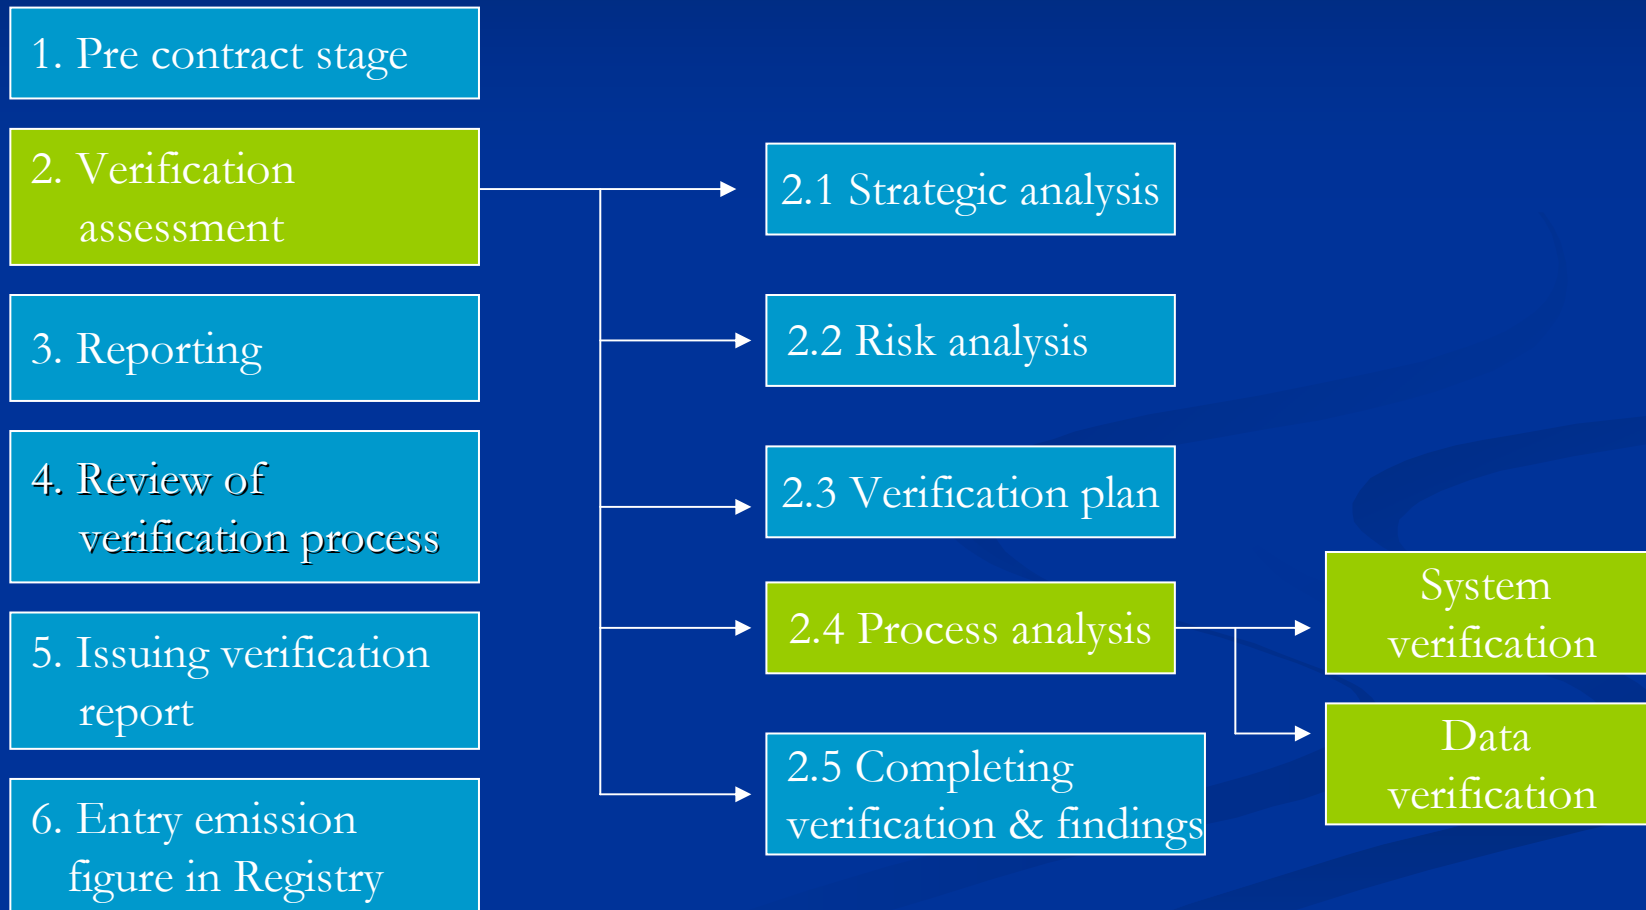 1. Pre contract stage
2. Verification
assessment
3. Reporting
4. Review of
verification process
5. Issuing verification
report
6. Entry emission
figure in Registry
2.1 Strategic analysis
2.2 Risk analysis
2.3 Verification plan
2.4 Process analysis
2.5 Completing
verification & findings
System
verification
Data
verification